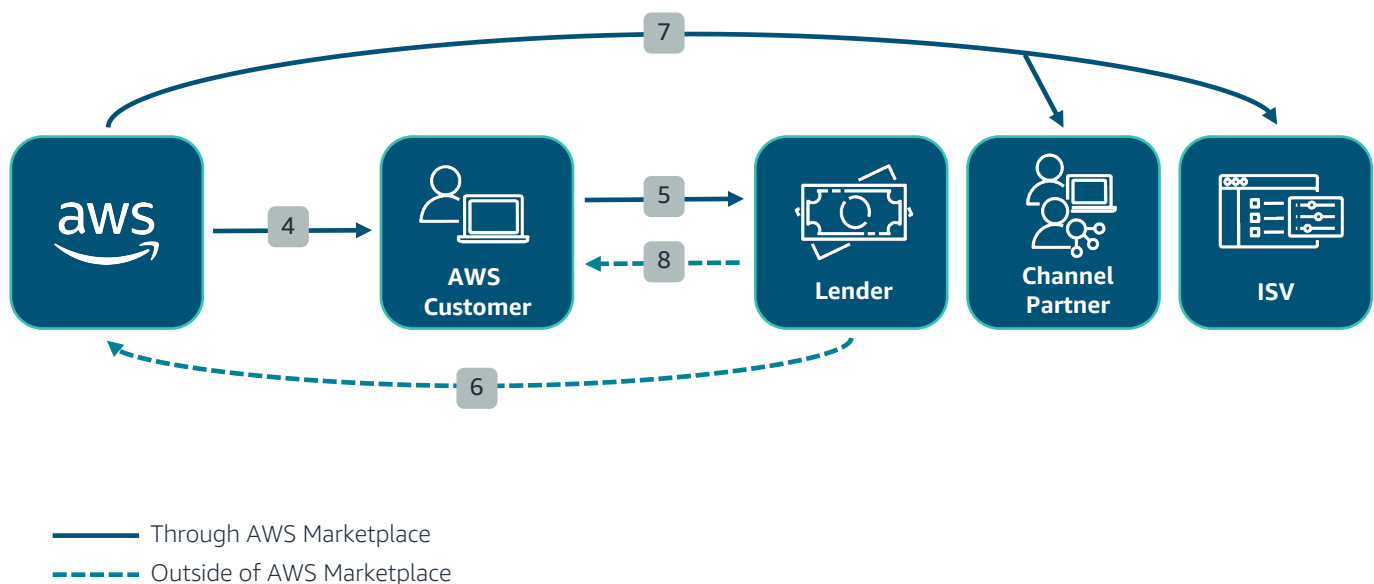 7
aws
4
AWS
Customer
5
8
Lender
Channel
Partner
ISV
6
Through AWS Marketplace
Outside of AWS Marketplace